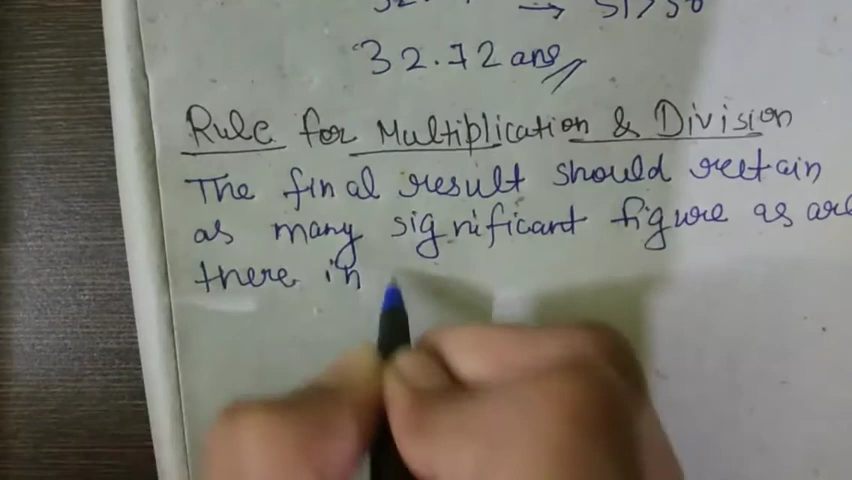 32.72 ans
Rule for Multiplication & Division
The final result should reetain
as many significant figure as are
there in